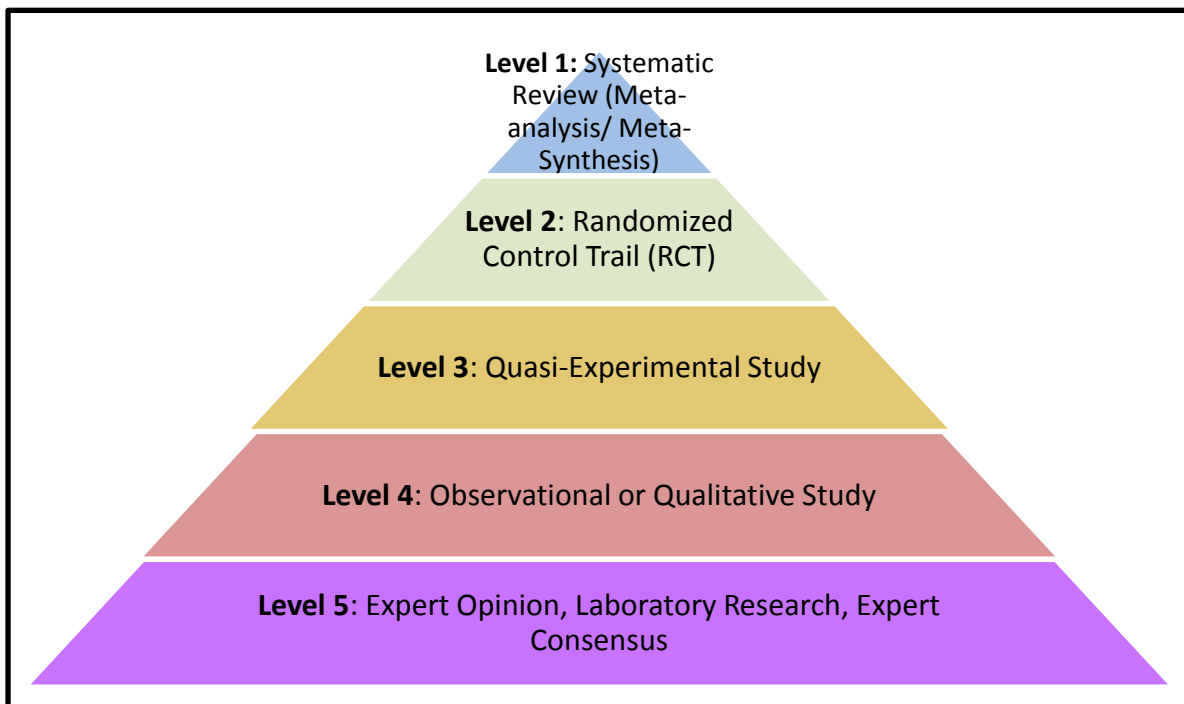 Level 1: Systematic
Review (Meta-
analysis/ Meta-
Synthesis)
Level 2: Randomized
Control Trail (RCT)
Level 3: Quasi-Experimental Study
Level 4: Observational or Qualitative Study
Level 5: Expert Opinion, Laboratory Research, Expert
Consensus